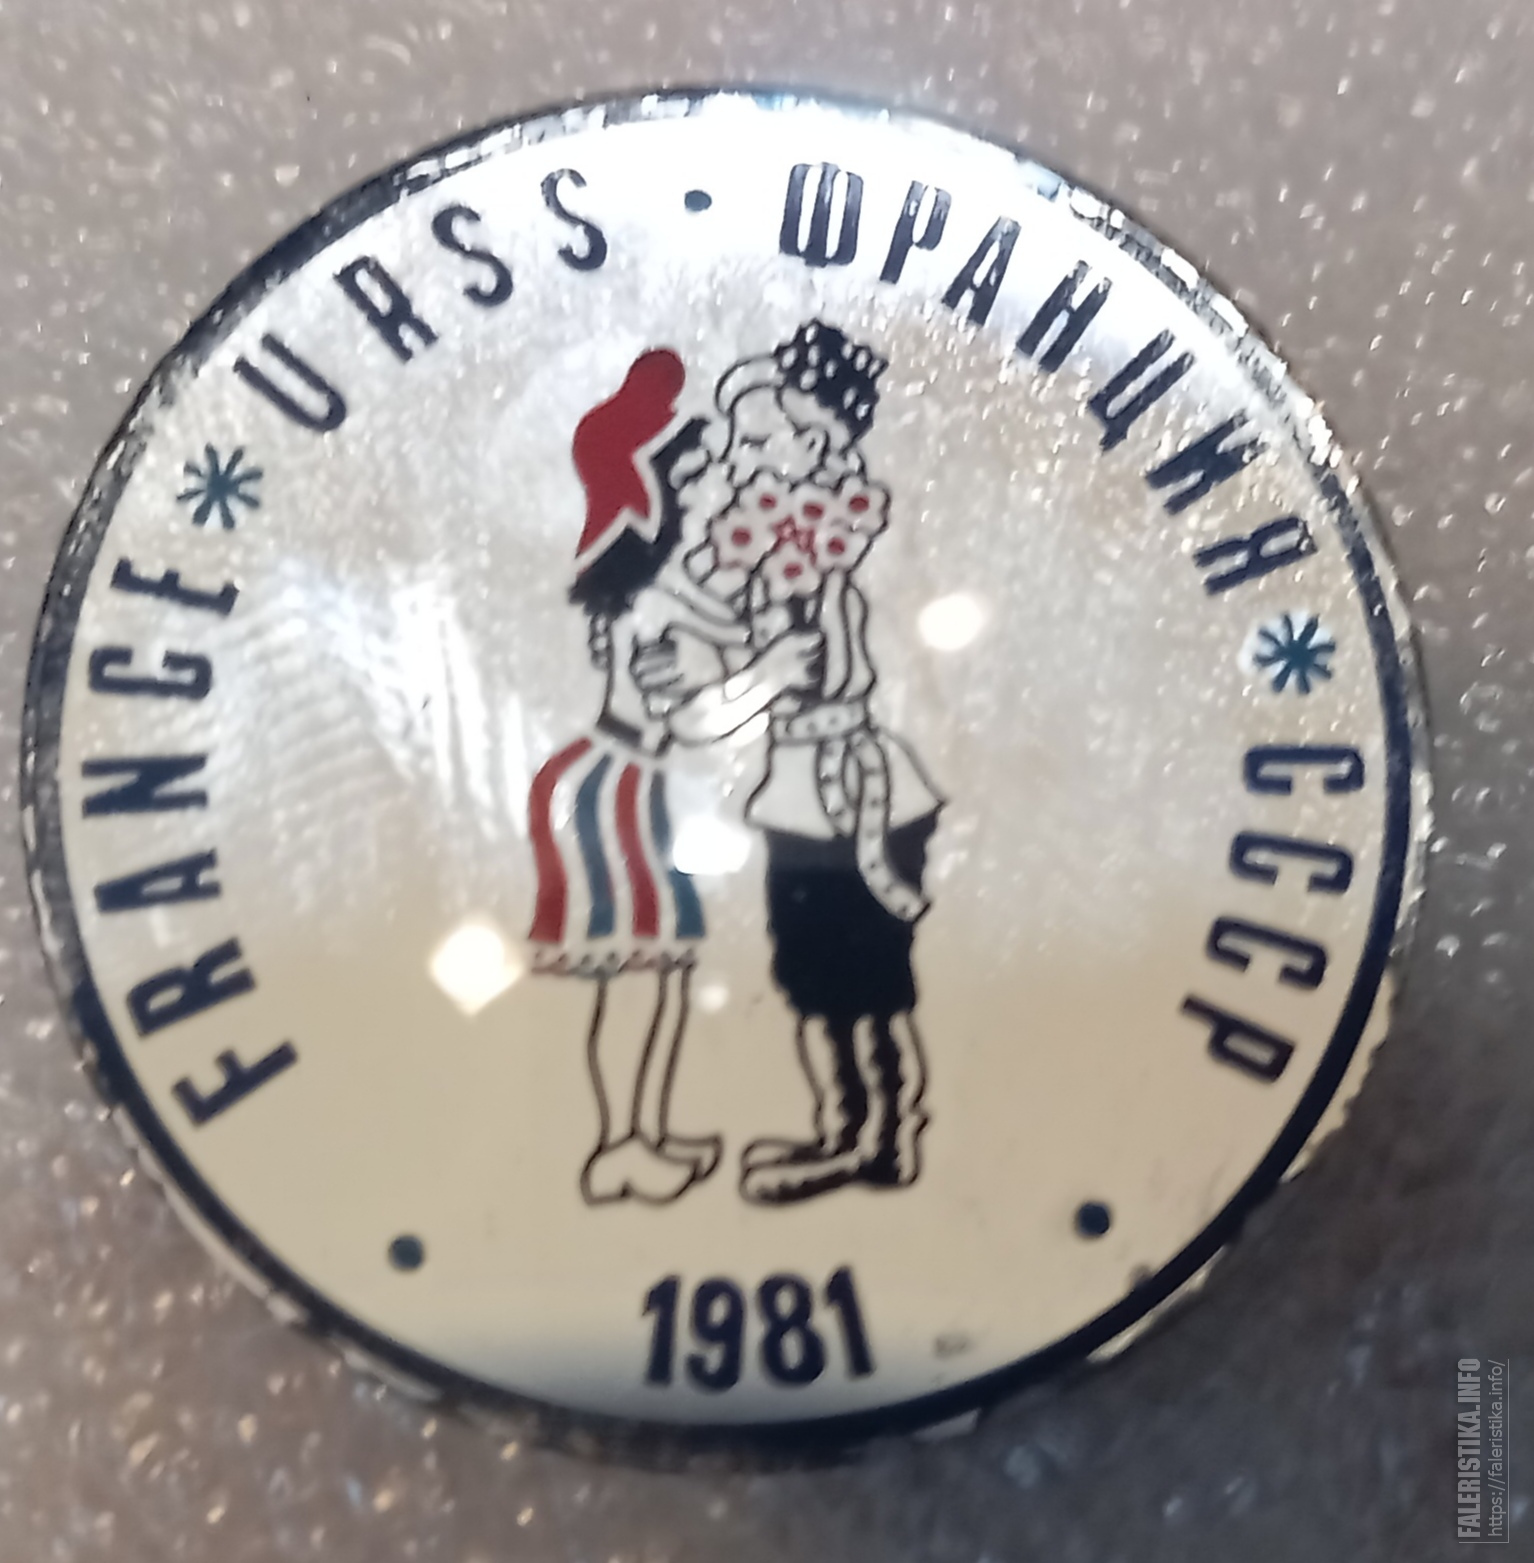 FRANCE * URSS · ФРАНЦИЯ * СССР
1981
FALERISTIKA.INFO
https://faleristika.info/